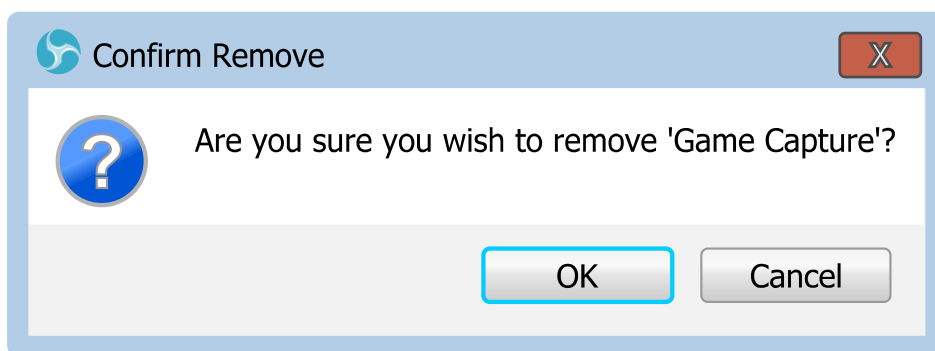 Confirm Remove
X
Are you sure you wish to remove 'Game Capture'?
OK
Cancel